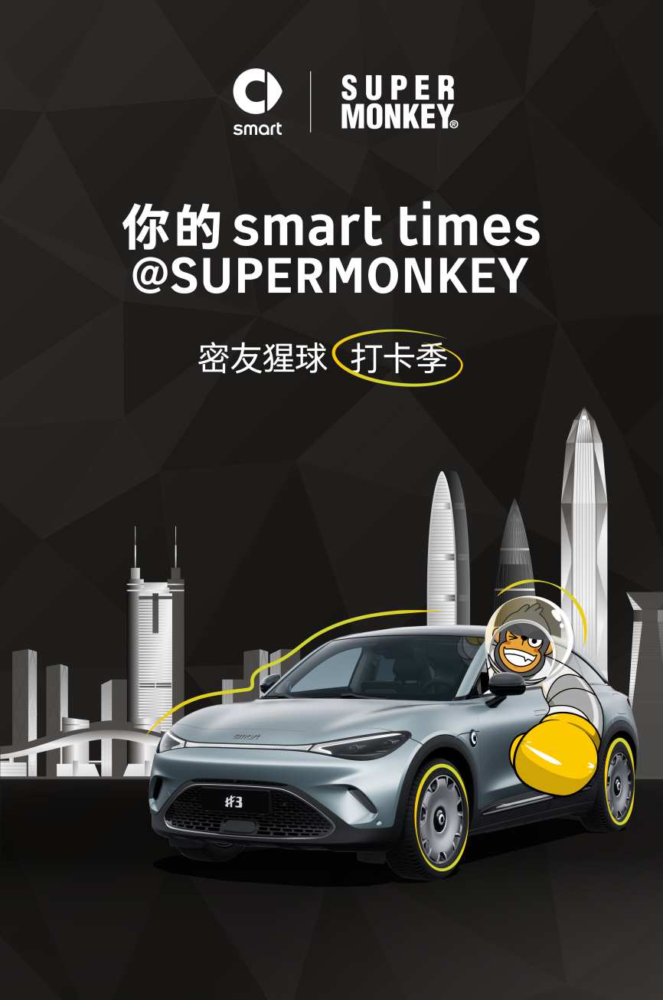 smart
SUPER
MONKEY®
你的 smart times
@SUPERMONKEY
密友猩球 打卡季
smart
#3